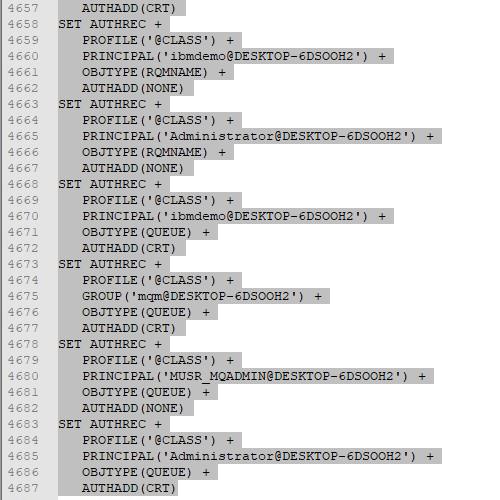 4657 AUTHADD(CRT)
4658 SET AUTHREC +
4659 PROFILE('@CLASS') +
4660 PRINCIPAL('ibmdemo@DESKTOP-6DSOOH2') +
4661 OBJTYPE(RQMNAME) +
4662 AUTHADD(NONE)
4663 SET AUTHREC +
4664 PROFILE('@CLASS') +
4665 PRINCIPAL('Administrator@DESKTOP-6DSOOH2') +
4666 OBJTYPE(RQMNAME) +
4667 AUTHADD(NONE)
4668 SET AUTHREC +
4669 PROFILE('@CLASS') +
4670 PRINCIPAL('ibmdemo@DESKTOP-6DSOOH2') +
4671 OBJTYPE(QUEUE) +
4672 AUTHADD(CRT)
4673 SET AUTHREC +
4674 PROFILE('@CLASS') +
4675 GROUP('mqm@DESKTOP-6DSOOH2') +
4676 OBJTYPE(QUEUE) +
4677 AUTHADD(CRT)
4678 SET AUTHREC +
4679 PROFILE('@CLASS') +
4680 PRINCIPAL('MUSR_MQADMIN@DESKTOP-6DSOOH2') +
4681 OBJTYPE(QUEUE) +
4682 AUTHADD(NONE)
4683 SET AUTHREC +
4684 PROFILE('@CLASS') +
4685 PRINCIPAL('Administrator@DESKTOP-6DSOOH2') +
4686 OBJTYPE(QUEUE) +
4687 AUTHADD(CRT)